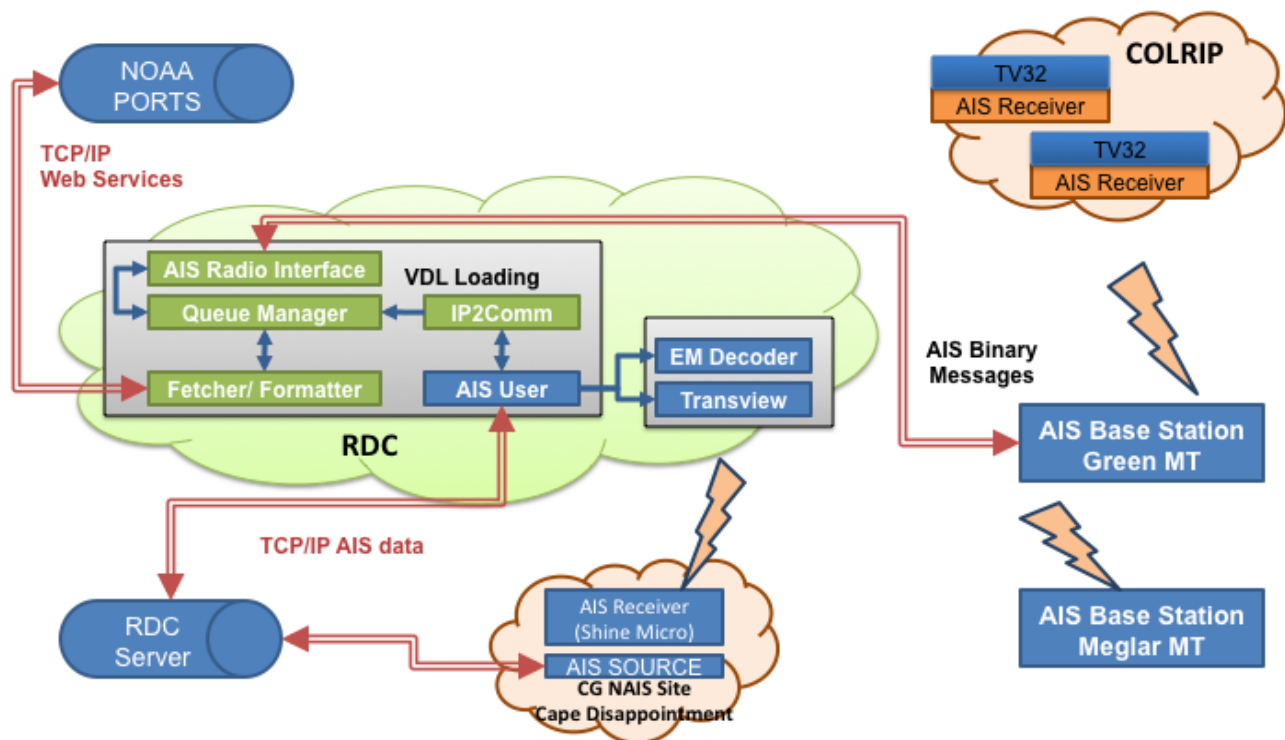 NOAA
PORTS
COLRIP
TV32
AIS Receiver
TV32
AIS Receiver
TCP/IP
Web Services
AIS Radio Interface
VDL Loading
Queue Manager
IP2Comm
Fetcher/ Formatter
AIS User
EM Decoder
Transview
RDC
AIS Binary
Messages
AIS Base Station
Green MT
TCP/IP AIS data
RDC
Server
AIS Receiver
(Shine Micro)
AIS SOURCE
CG NAIS Site
Cape Disappointment
AIS Base Station
Meglar MT